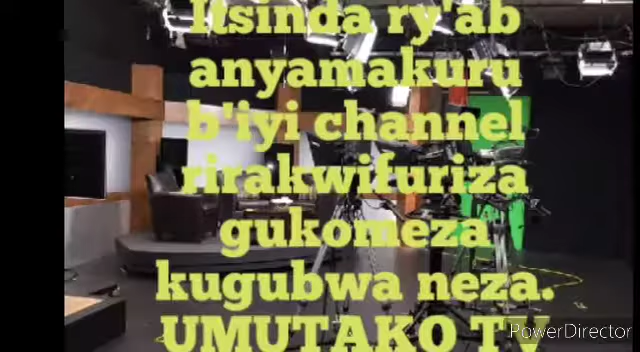 Itsinda ry'ab
anyamakuru
b'iyi channel
rirakwifuriza
gukomeza
kugubwa neza.
UMUTAKO TV
PowerDirector